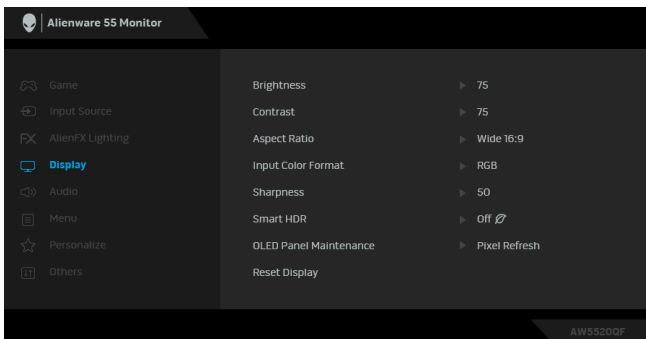 Alienware 55 Monitor
Game
Input Source
FX AlienFX Lighting
Display
Audio
Menu
Personalize
Others
Brightness 75
Contrast 75
Aspect Ratio Wide 16:9
Input Color Format RGB
Sharpness 50
Smart HDR Off
OLED Panel Maintenance Pixel Refresh
Reset Display
AW5520QF